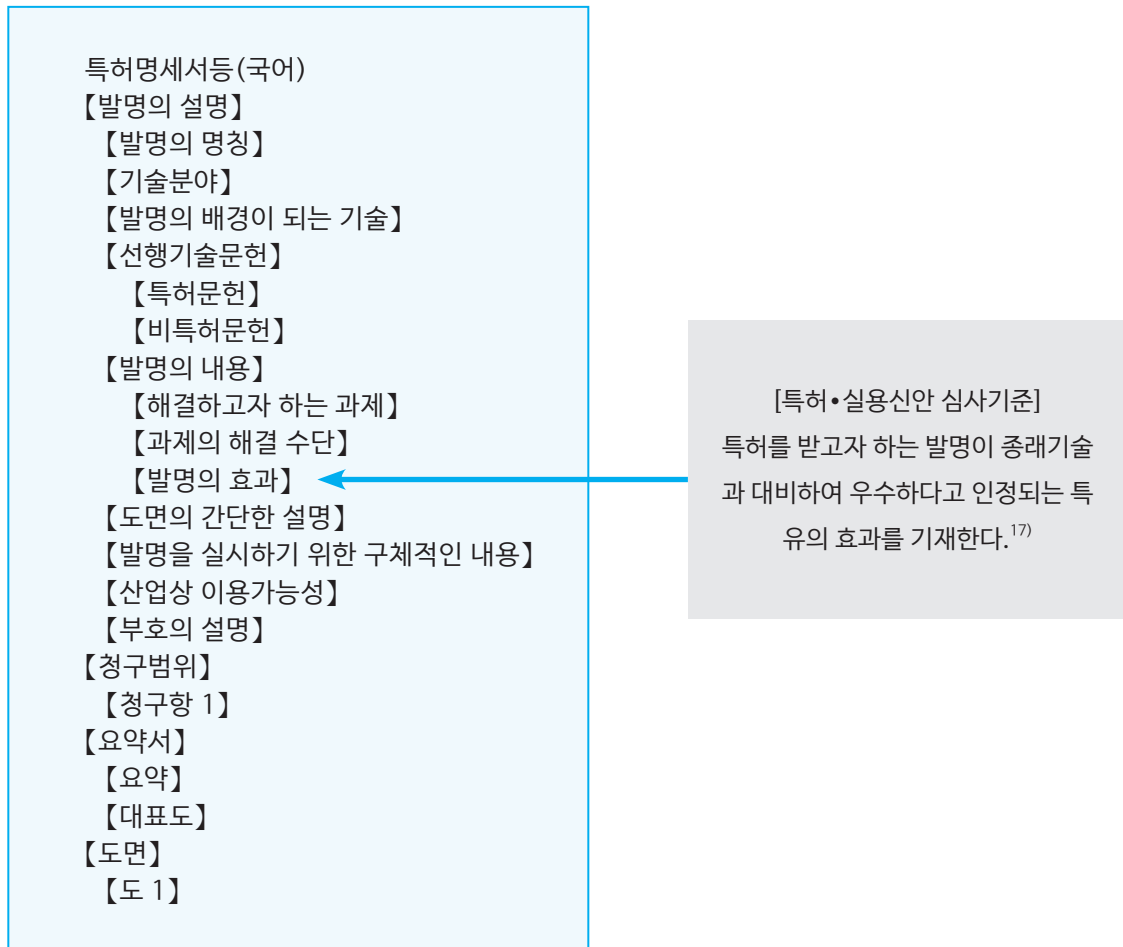 특허명세서등(국어)
【발명의 설명】
【발명의 명칭】
【기술분야】
【발명의 배경이 되는 기술】
【선행기술문헌】
【특허문헌】
【비특허문헌】
【발명의 내용】
【해결하고자 하는 과제】
【과제의 해결 수단】
【발명의 효과】
【도면의 간단한 설명】
【발명을 실시하기 위한 구체적인 내용】
【산업상 이용가능성】
【부호의 설명】
【청구범위】
【청구항 1】
【요약서】
【요약】
【대표도】
【도면】
【도 1】
[특허•실용신안 심사기준]
특허를 받고자 하는 발명이 종래기술
과 대비하여 우수하다고 인정되는 특
유의 효과를 기재한다.17)